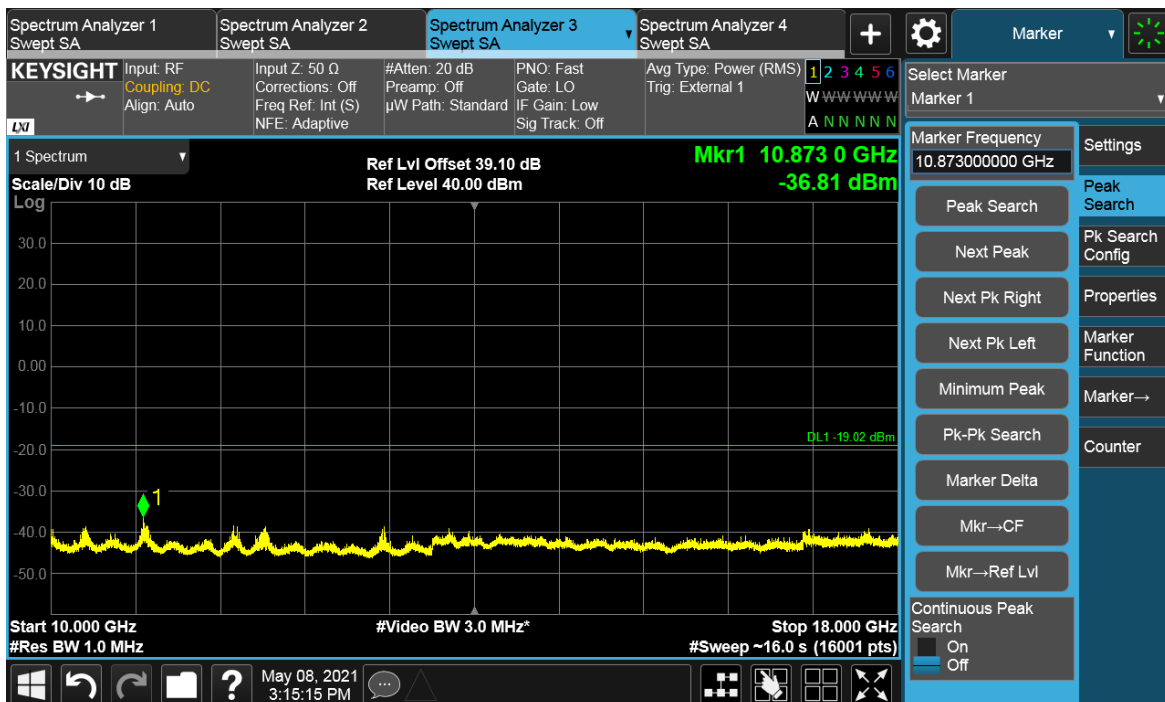 Spectrum Analyzer 1
Swept SA
Spectrum Analyzer 2
Swept SA
Spectrum Analyzer 3
Swept SA
Spectrum Analyzer 4
Swept SA
+
Marker
KEYSIGHT
LXI
Input: RF
Coupling: DC
Align: Auto
Input Z: 50 Ω
Corrections: Off
Freq Ref: Int (S)
NFE: Adaptive
#Atten: 20 dB
Preamp: Off
µW Path: Standard
PNO: Fast
Gate: LO
IF Gain: Low
Sig Track: Off
Avg Type: Power (RMS)
Trig: External 1
1 2 3 4 5 6
W W W W W W
A N N N N N
Select Marker
Marker 1
1 Spectrum
Scale/Div 10 dB
Log
Ref Lvl Offset 39.10 dB
Ref Level 40.00 dBm
Mkr1 10.873 0 GHz
-36.81 dBm
30.0
20.0
10.0
0.00
-10.0
-20.0
-30.0
-40.0
-50.0
DL1 -19.02 dBm
1
Start 10.000 GHz
#Res BW 1.0 MHz
#Video BW 3.0 MHz*
Stop 18.000 GHz
#Sweep ~16.0 s (16001 pts)
Marker Frequency
10.873000000 GHz
Peak Search
Next Peak
Next Pk Right
Next Pk Left
Minimum Peak
Pk-Pk Search
Marker Delta
Mkr→CF
Mkr→Ref Lvl
Continuous Peak
Search
On
Off
Settings
Peak
Search
Pk Search
Config
Properties
Marker
Function
Marker→
Counter
?
May 08, 2021
3:15:15 PM